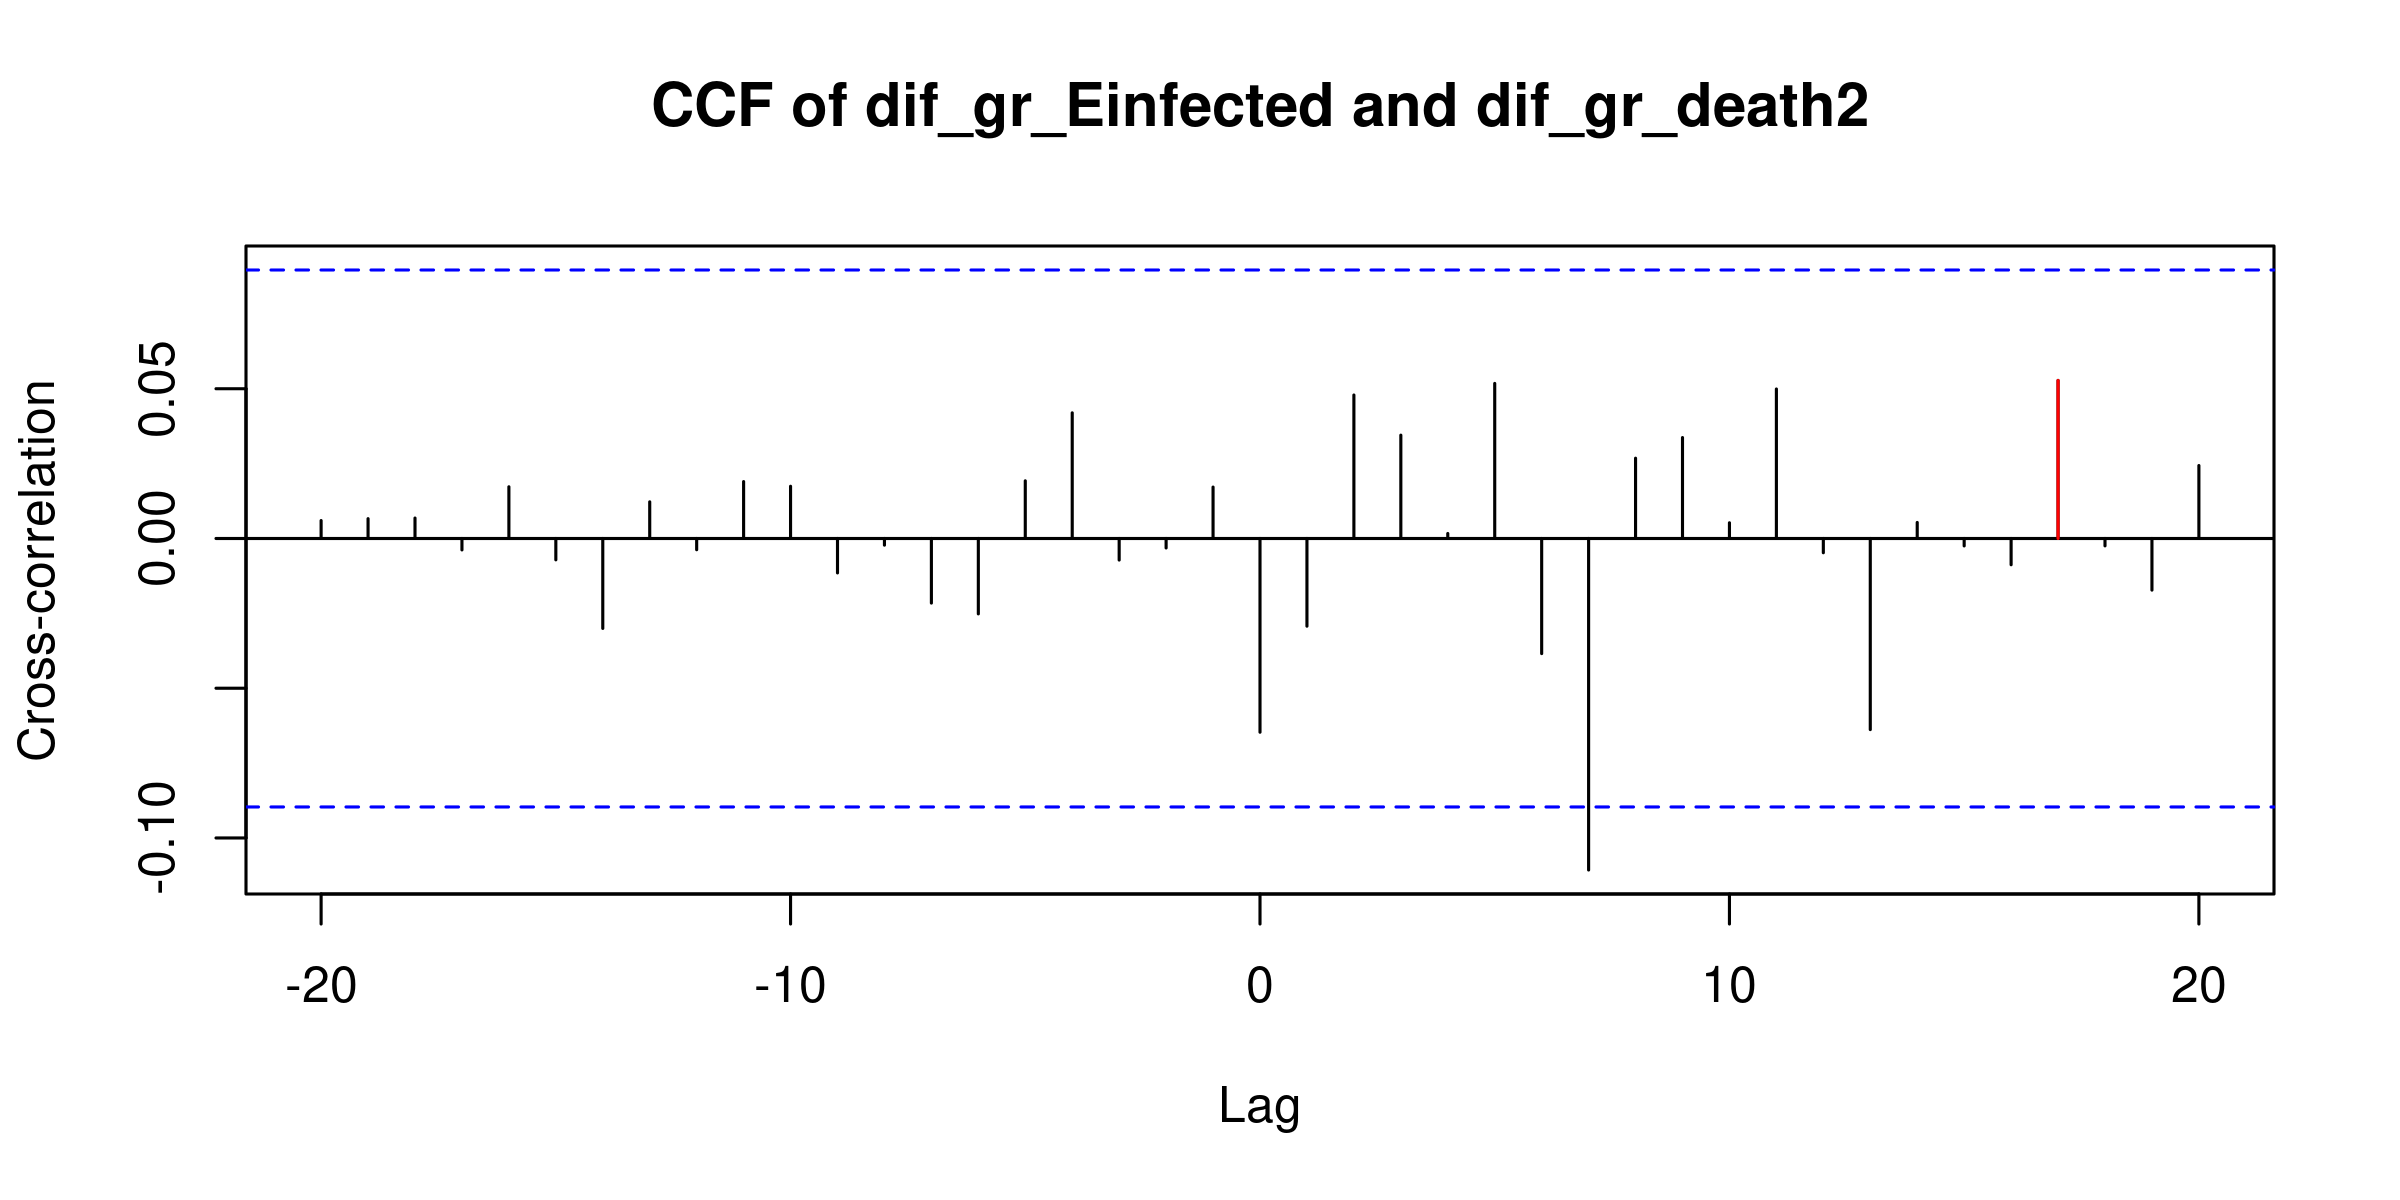 CCF of dif_gr_Einfected and dif_gr_death2
Cross-correlation
0.05
0.00
-0.10
-20 -10 0 10 20
Lag